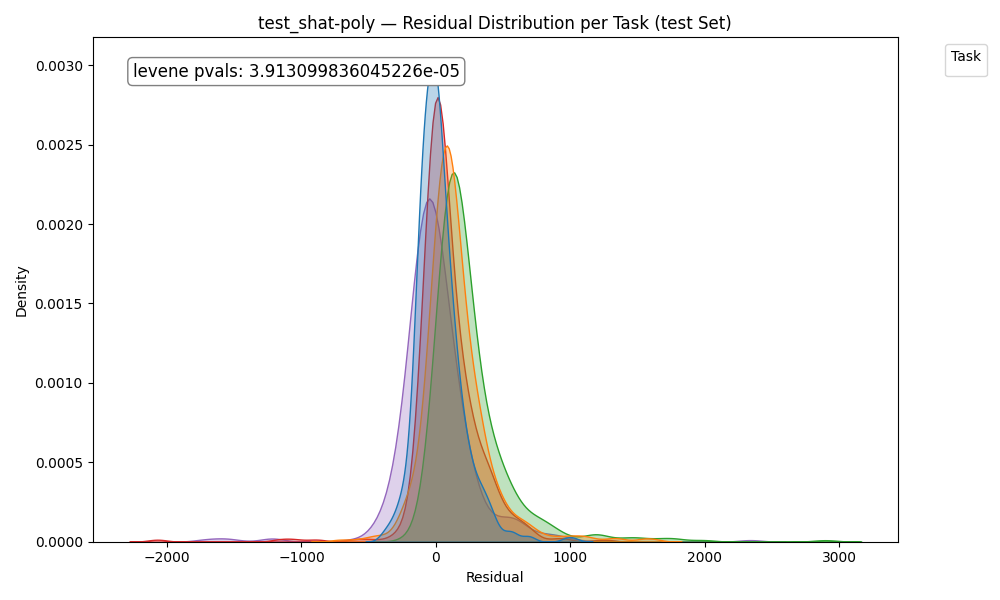 test_shat-poly — Residual Distribution per Task (test Set)
levene pvals: 3.913099836045226e-05
Task
0.0030
0.0025
0.0020
0.0015
0.0010
0.0005
0.0000
Density
−2000
−1000
0
1000
2000
3000
Residual